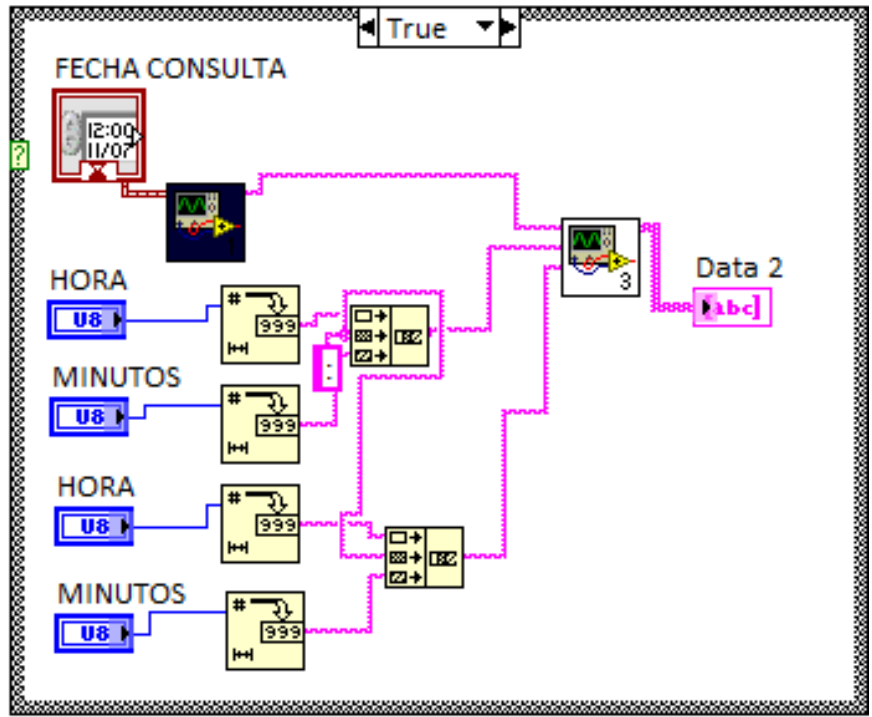 True
FECHA CONSULTA
12:00
11/07
?
1
HORA
U8
#
999
3
Data 2
abc
MINUTOS
U8
#
999
:
HORA
U8
#
999
MINUTOS
U8
#
999